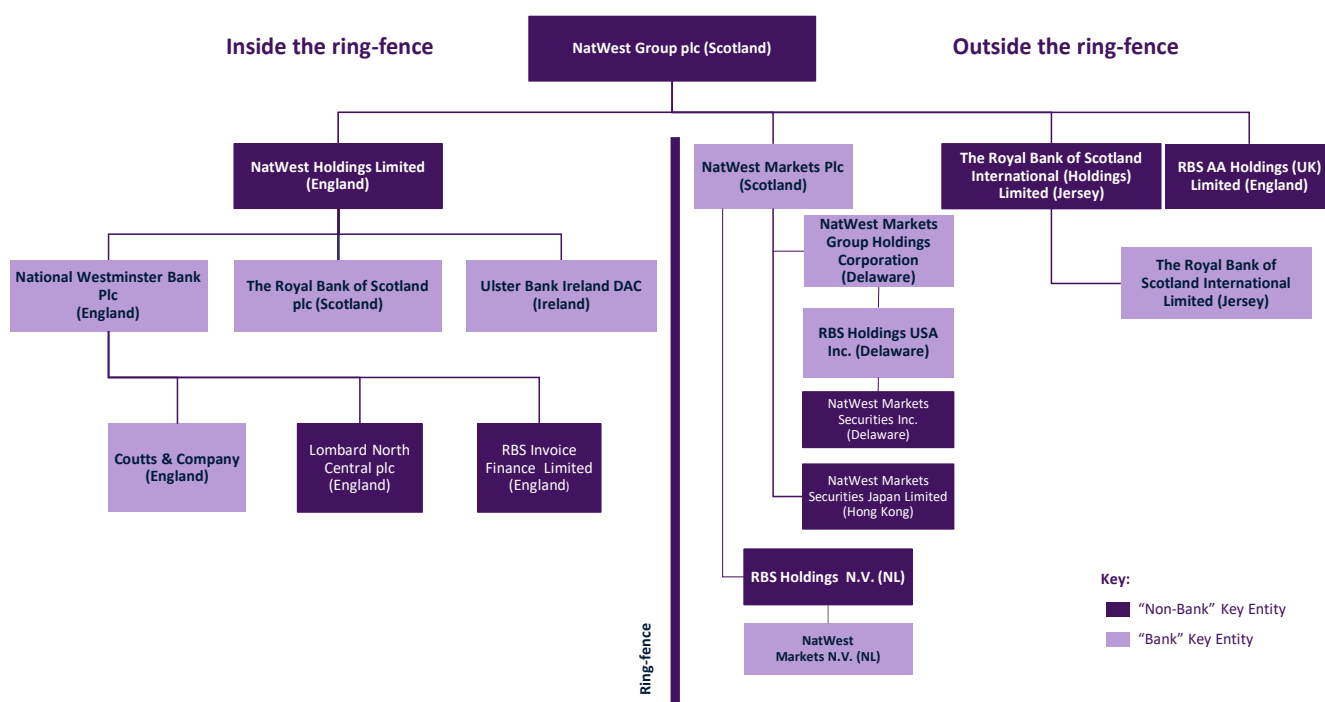 Inside the ring-fence
NatWest Group plc (Scotland)
Outside the ring-fence
NatWest Holdings Limited
(England)
NatWest Markets Plc
(Scotland)
The Royal Bank of Scotland
International (Holdings)
Limited (Jersey)
RBS AA Holdings (UK)
Limited (England)
National Westminster Bank
Plc
(England)
The Royal Bank of Scotland
plc (Scotland)
Ulster Bank Ireland DAC
(Ireland)
NatWest Markets
Group Holdings
Corporation
(Delaware)
The Royal Bank of
Scotland International
Limited (Jersey)
RBS Holdings USA
Inc. (Delaware)
NatWest Markets
Securities Inc.
(Delaware)
Coutts & Company
(England)
Lombard North
Central plc
(England)
RBS Invoice
Finance Limited
(England)
NatWest Markets
Securities Japan Limited
(Hong Kong)
RBS Holdings N.V. (NL)
NatWest
Markets N.V. (NL)
Ring-fence
Key:
“Non-Bank” Key Entity
“Bank” Key Entity